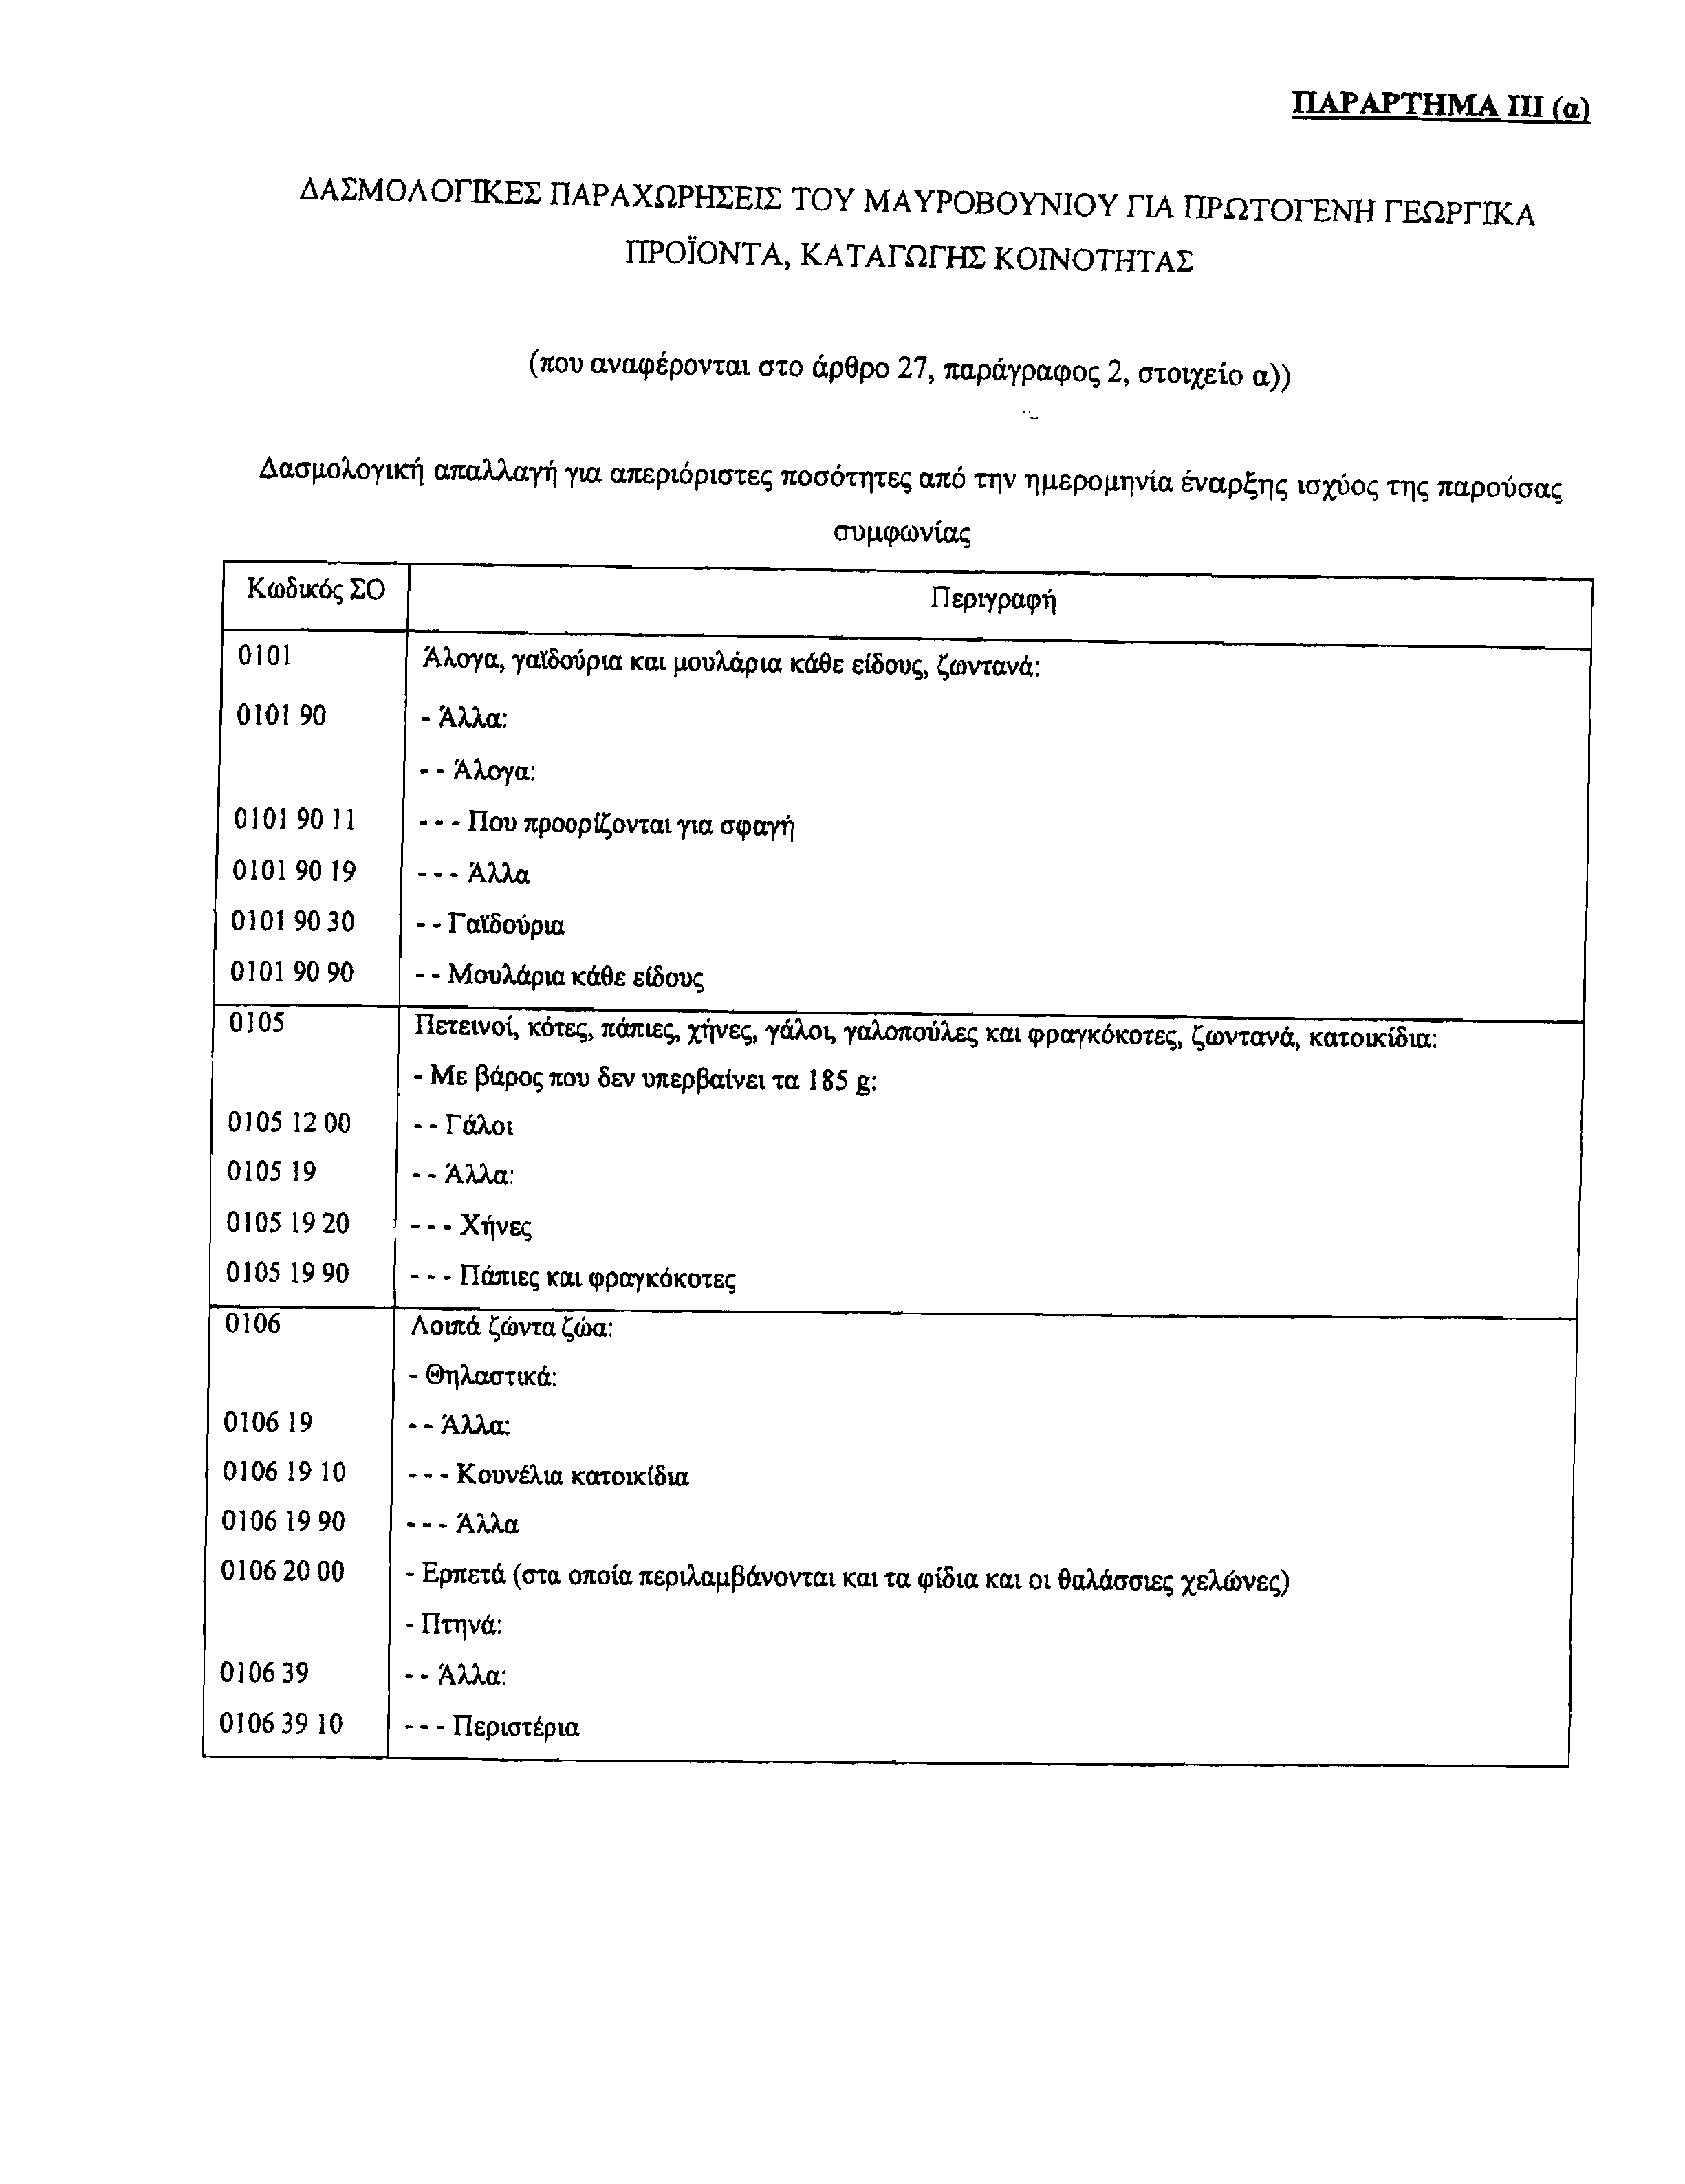 ΠΑΡΑΡΤΗΜΑ III (α)
ΔΑΣΜΟΛΟΓΙΚΕΣ ΠΑΡΑΧΩΡΗΣΕΙΣ ΤΟΥ ΜΑΥΡΟΒΟΥΝΙΟΥ ΓΙΑ ΠΡΩΤΟΓΕΝΗ ΓΕΩΡΓΙΚΑ
ΠΡΟΪΟΝΤΑ, ΚΑΤΑΓΩΓΗΣ ΚΟΙΝΟΤΗΤΑΣ
(που αναφέρονται στο άρθρο 27, παράγραφος 2, στοιχείο α))
Δασμολογική απαλλαγή για απεριόριστες ποσότητες από την ημερομηνία έναρξης ισχύος της παρούσας
συμφωνίας
Κωδικός ΣΟ Περιγραφή
0101 Άλογα, γαϊδούρια και μουλάρια κάθε είδους, ζωντανά:
0101 90 - Άλλα:
- - Άλογα:
0101 90 11 - - - Που προορίζονται για σφαγή
0101 90 19 - - - Άλλα
0101 90 30 - - Γαϊδούρια
0101 90 90 - - Μουλάρια κάθε είδους
0105 Πετεινοί, κότες, πάπιες, χήνες, γάλοι, γαλοπούλες και φραγκόκοτες, ζωντανά, κατοικίδια:
- Με βάρος που δεν υπερβαίνει τα 185 g:
0105 12 00 - - Γάλοι
0105 19 - - Άλλα:
0105 19 20 - - - Χήνες
0105 19 90 - - - Πάπιες και φραγκόκοτες
0106 Λοιπά ζώντα ζώα:
- Θηλαστικά:
0106 19 - - Άλλα:
0106 19 10 - - - Κουνέλια κατοικίδια
0106 19 90 - - - Άλλα
0106 20 00 - Ερπετά (στα οποία περιλαμβάνονται και τα φίδια και οι θαλάσσιες χελώνες)
- Πτηνά:
0106 39 - - Άλλα:
0106 39 10 - - - Περιστέρια